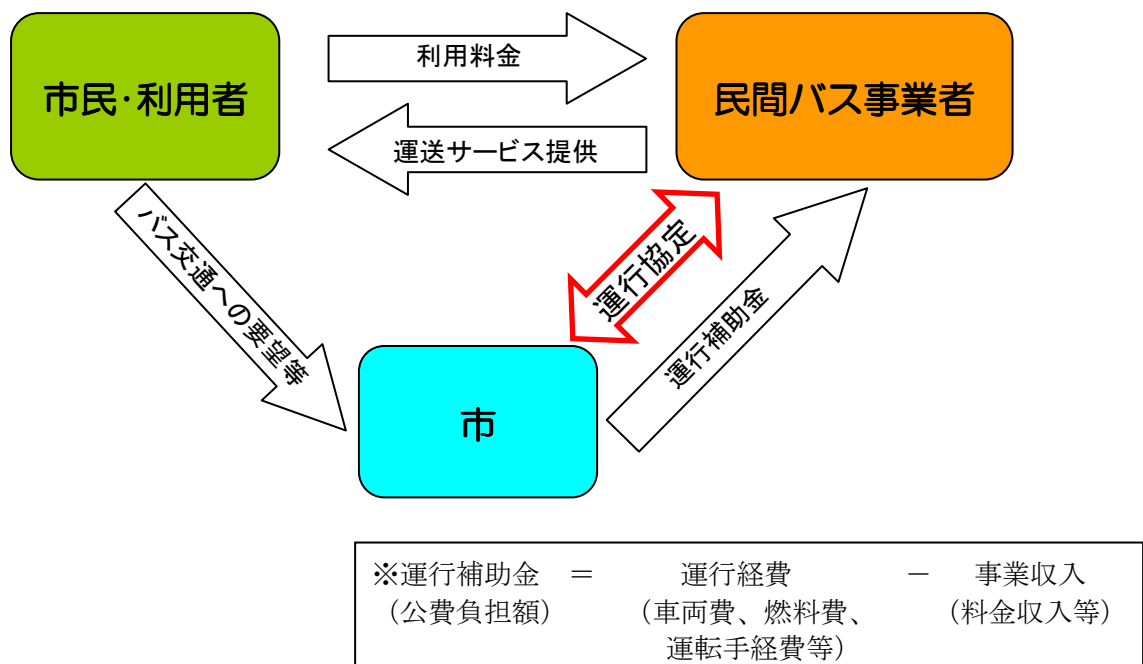 市民・利用者
利用料金
民間バス事業者
運送サービス提供
バス交通への要望等
運行協定
運行補助金
市
※運行補助金 = 運行経費 − 事業収入
(公費負担額) (車両費、燃料費、 (料金収入等)
運転手経費等)